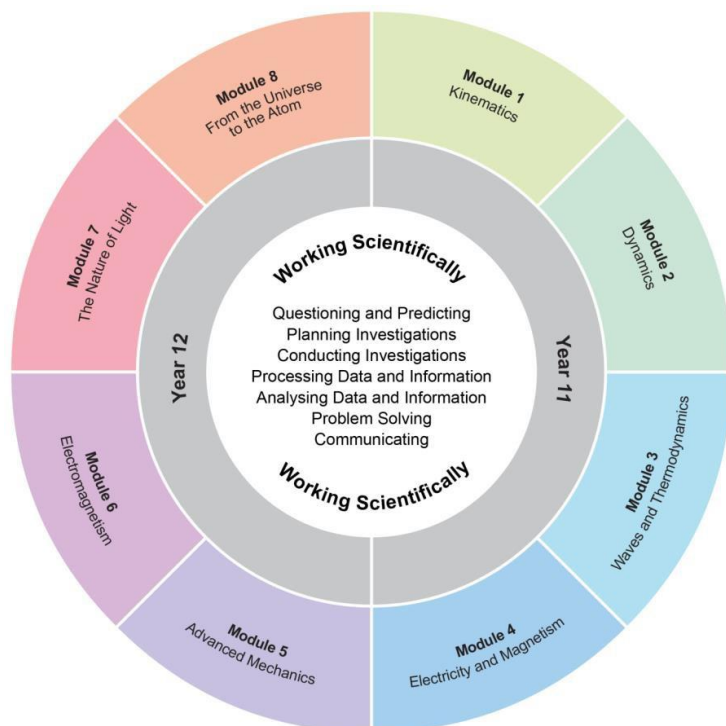 Module 1
Kinematics
Module 2
Dynamics
Module 3
Waves and Thermodynamics
Module 4
Electricity and Magnetism
Module 5
Advanced Mechanics
Module 6
Electromagnetism
Module 7
The Nature of Light
Module 8
From the Universe
to the Atom
Year 12
Year 11
Working Scientifically
Questioning and Predicting
Planning Investigations
Conducting Investigations
Processing Data and Information
Analysing Data and Information
Problem Solving
Communicating
Working Scientifically